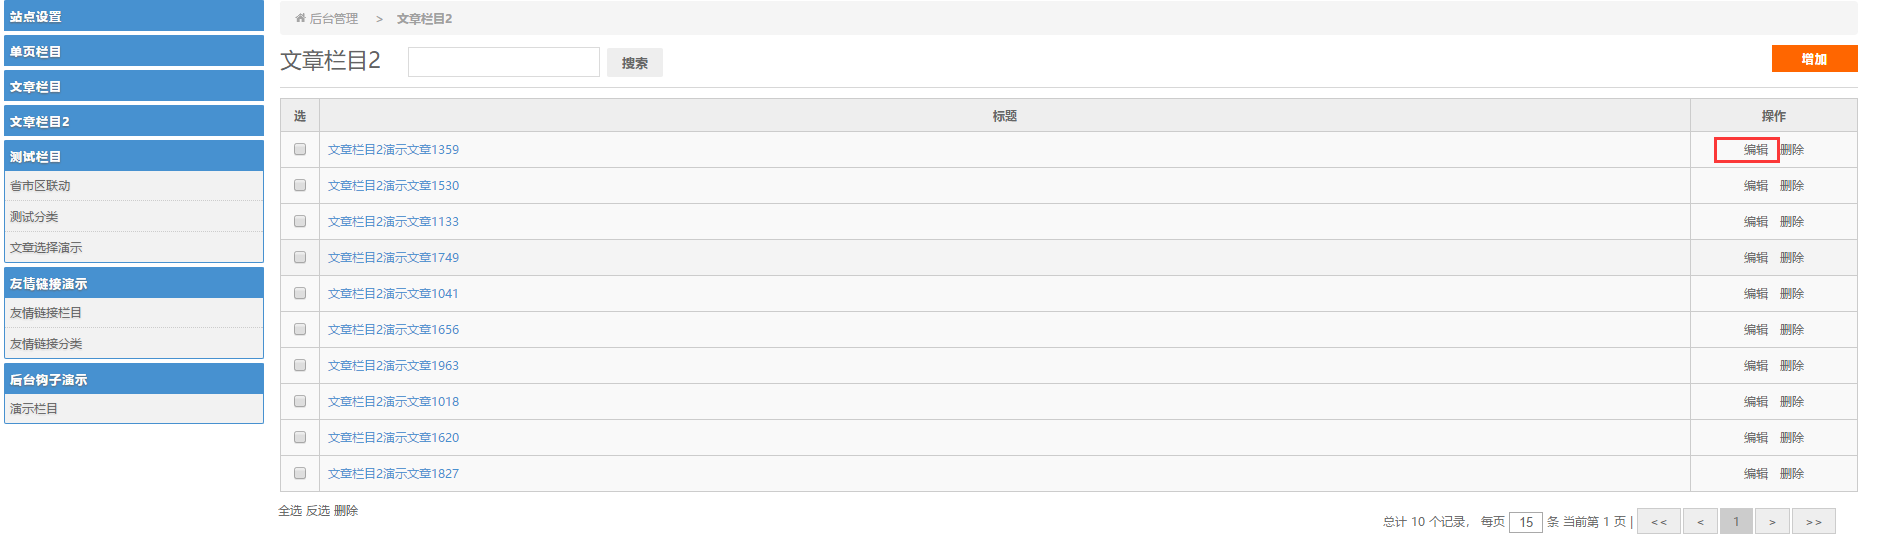 站点设置
单页栏目
文章栏目
文章栏目2
测试栏目
省市区联动
测试分类
文章选择演示
友情链接演示
友情链接栏目
友情链接分类
后台钩子演示
演示栏目
后台管理 > 文章栏目2
文章栏目2 搜索 增加
选 标题 操作
文章栏目2演示文章1359 编辑 删除
文章栏目2演示文章1530 编辑 删除
文章栏目2演示文章1133 编辑 删除
文章栏目2演示文章1749 编辑 删除
文章栏目2演示文章1041 编辑 删除
文章栏目2演示文章1656 编辑 删除
文章栏目2演示文章1963 编辑 删除
文章栏目2演示文章1018 编辑 删除
文章栏目2演示文章1620 编辑 删除
文章栏目2演示文章1827 编辑 删除
全选 反选 删除
总计 10 个记录， 每页 15 条 当前第 1 页 | << < 1 > >>